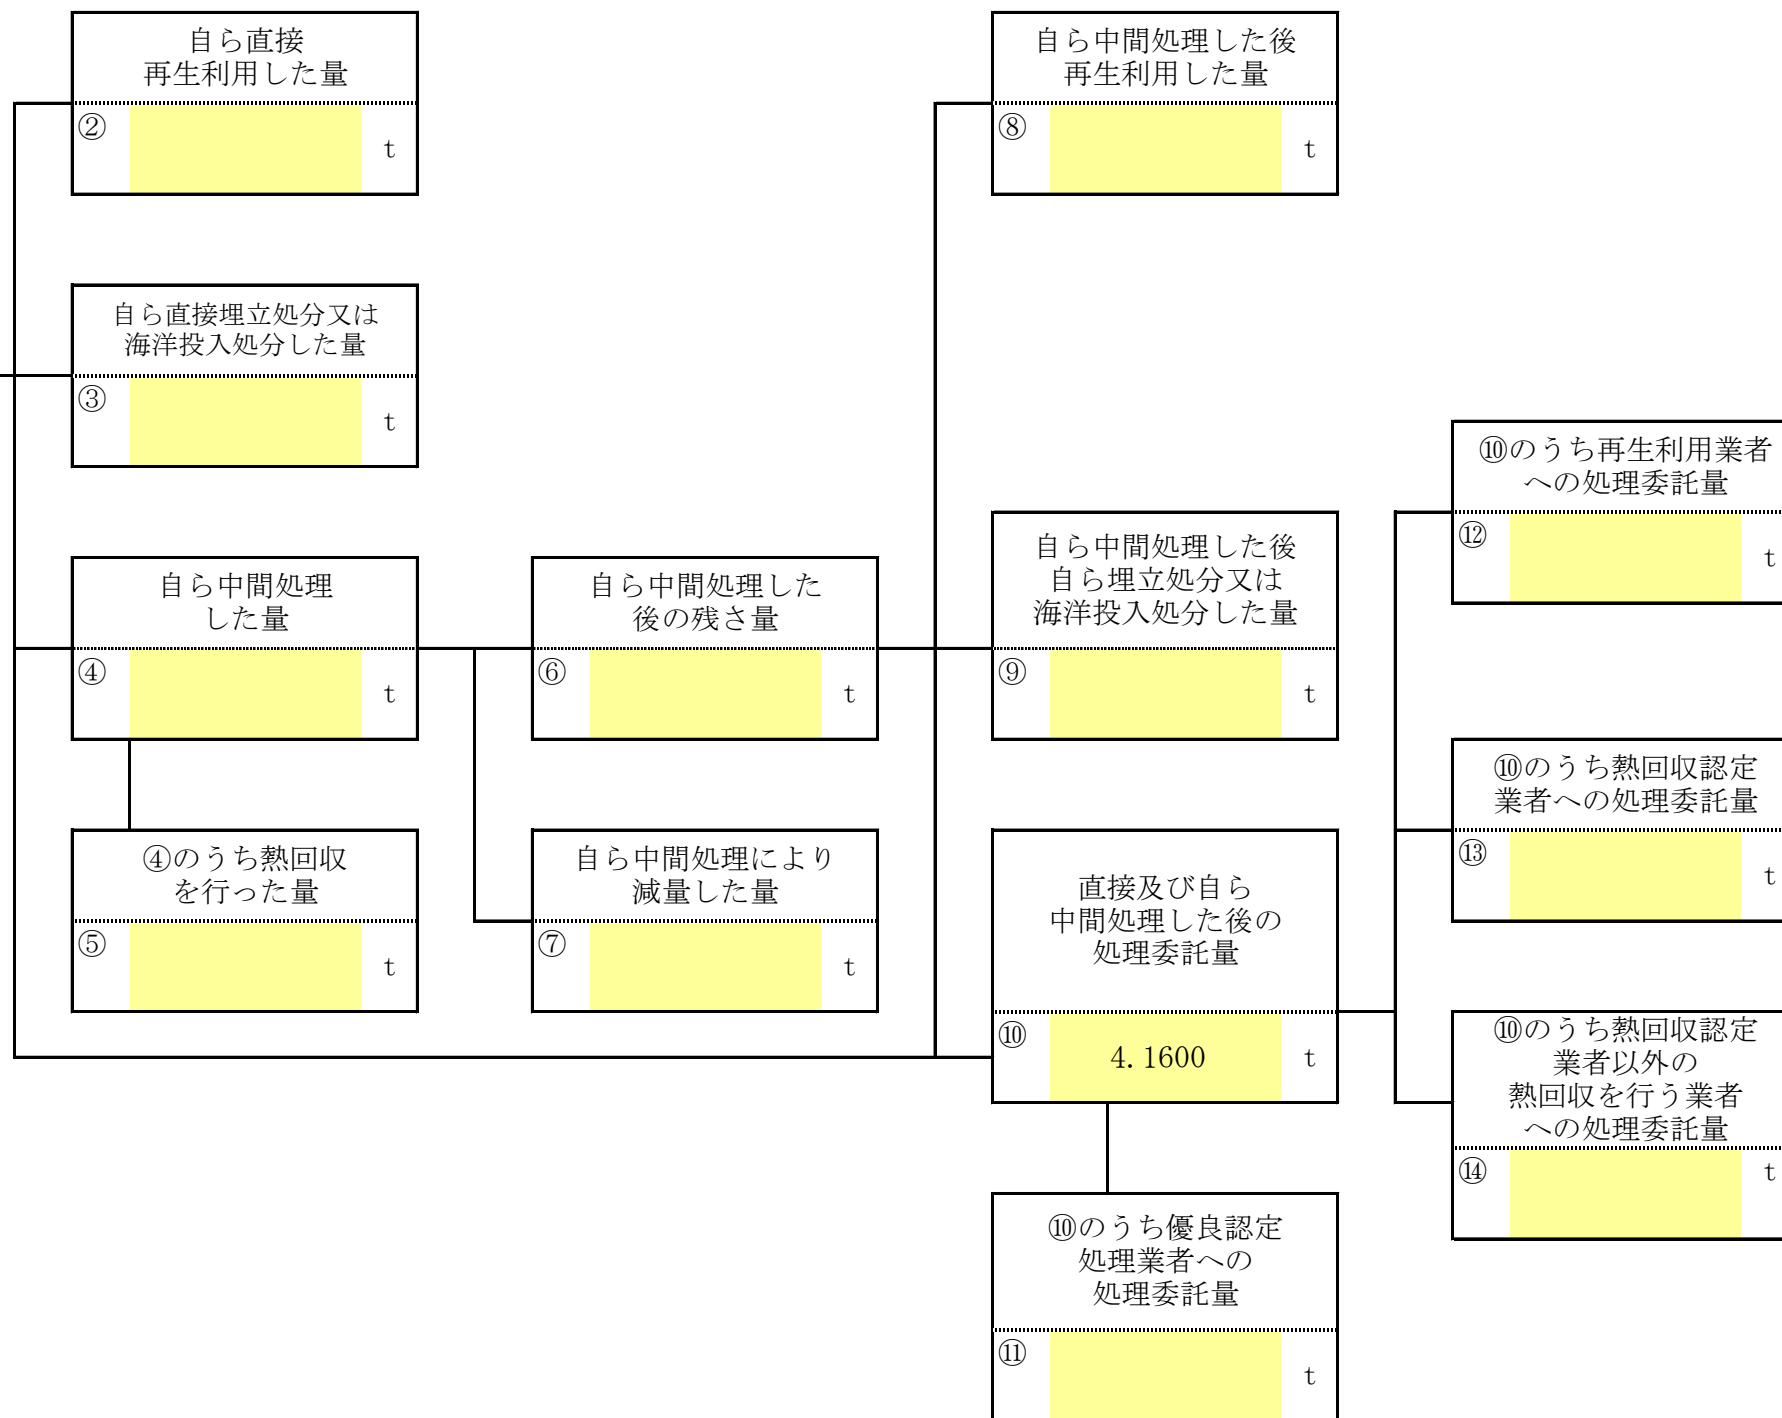 自ら直接
再生利用した量
②
t
自ら中間処理した後
再生利用した量
⑧
t
自ら直接埋立処分又は
海洋投入処分した量
③
t
⑩のうち再生利用業者
への処理委託量
⑫
t
自ら中間処理
した量
④
t
自ら中間処理した
後の残さ量
⑥
t
自ら中間処理した後
自ら埋立処分又は
海洋投入処分した量
⑨
t
⑩のうち熱回収認定
業者への処理委託量
⑬
t
④のうち熱回収
を行った量
⑤
t
自ら中間処理により
減量した量
⑦
t
直接及び自ら
中間処理した後の
処理委託量
⑩
4.1600
t
⑩のうち熱回収認定
業者以外の
熱回収を行う業者
への処理委託量
⑭
t
⑩のうち優良認定
処理業者への
処理委託量
⑪
t